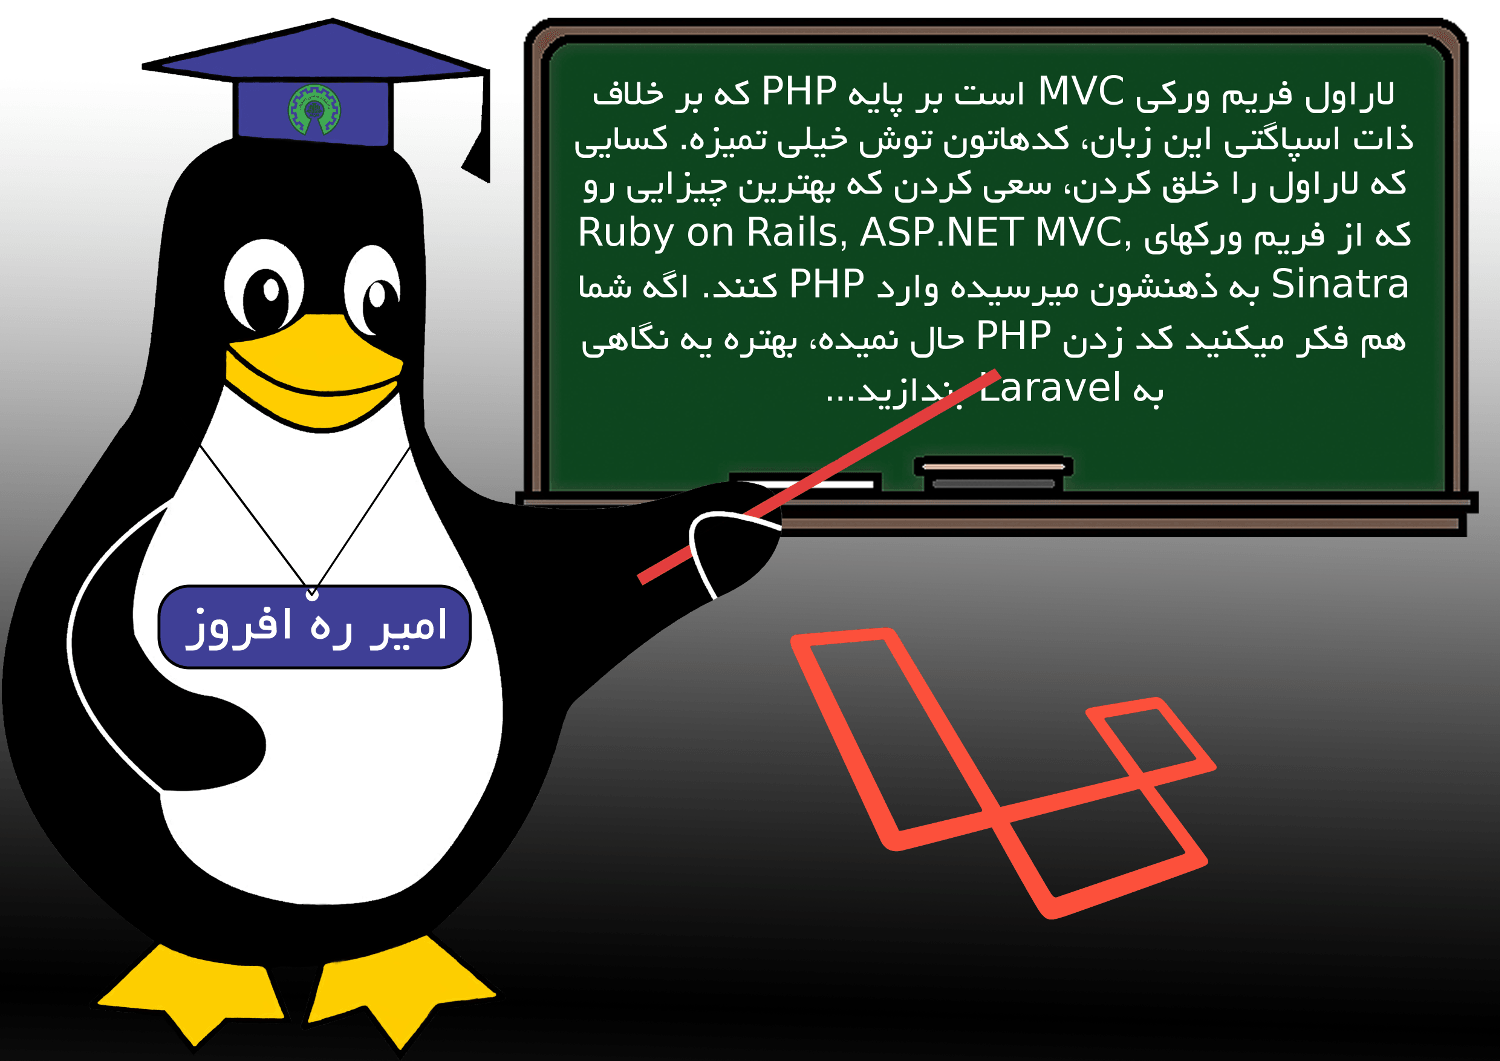 لاراول فریم ورکی MVC است بر پایه PHP که بر خلاف
ذات اسپاگتی این زبان، کدهاتون توش خیلی تمیزه. کسایی
که لاراول را خلق کردن، سعی کردن که بهترین چیزایی رو
که از فریم ورکهای Ruby on Rails, ASP.NET MVC,
Sinatra به ذهنشون میرسیده وارد PHP کنند. اگه شما
هم فکر میکنید کد زدن PHP حال نمیده، بهتره یه نگاهی
به Laravel بندازید...
امیر ره افروز